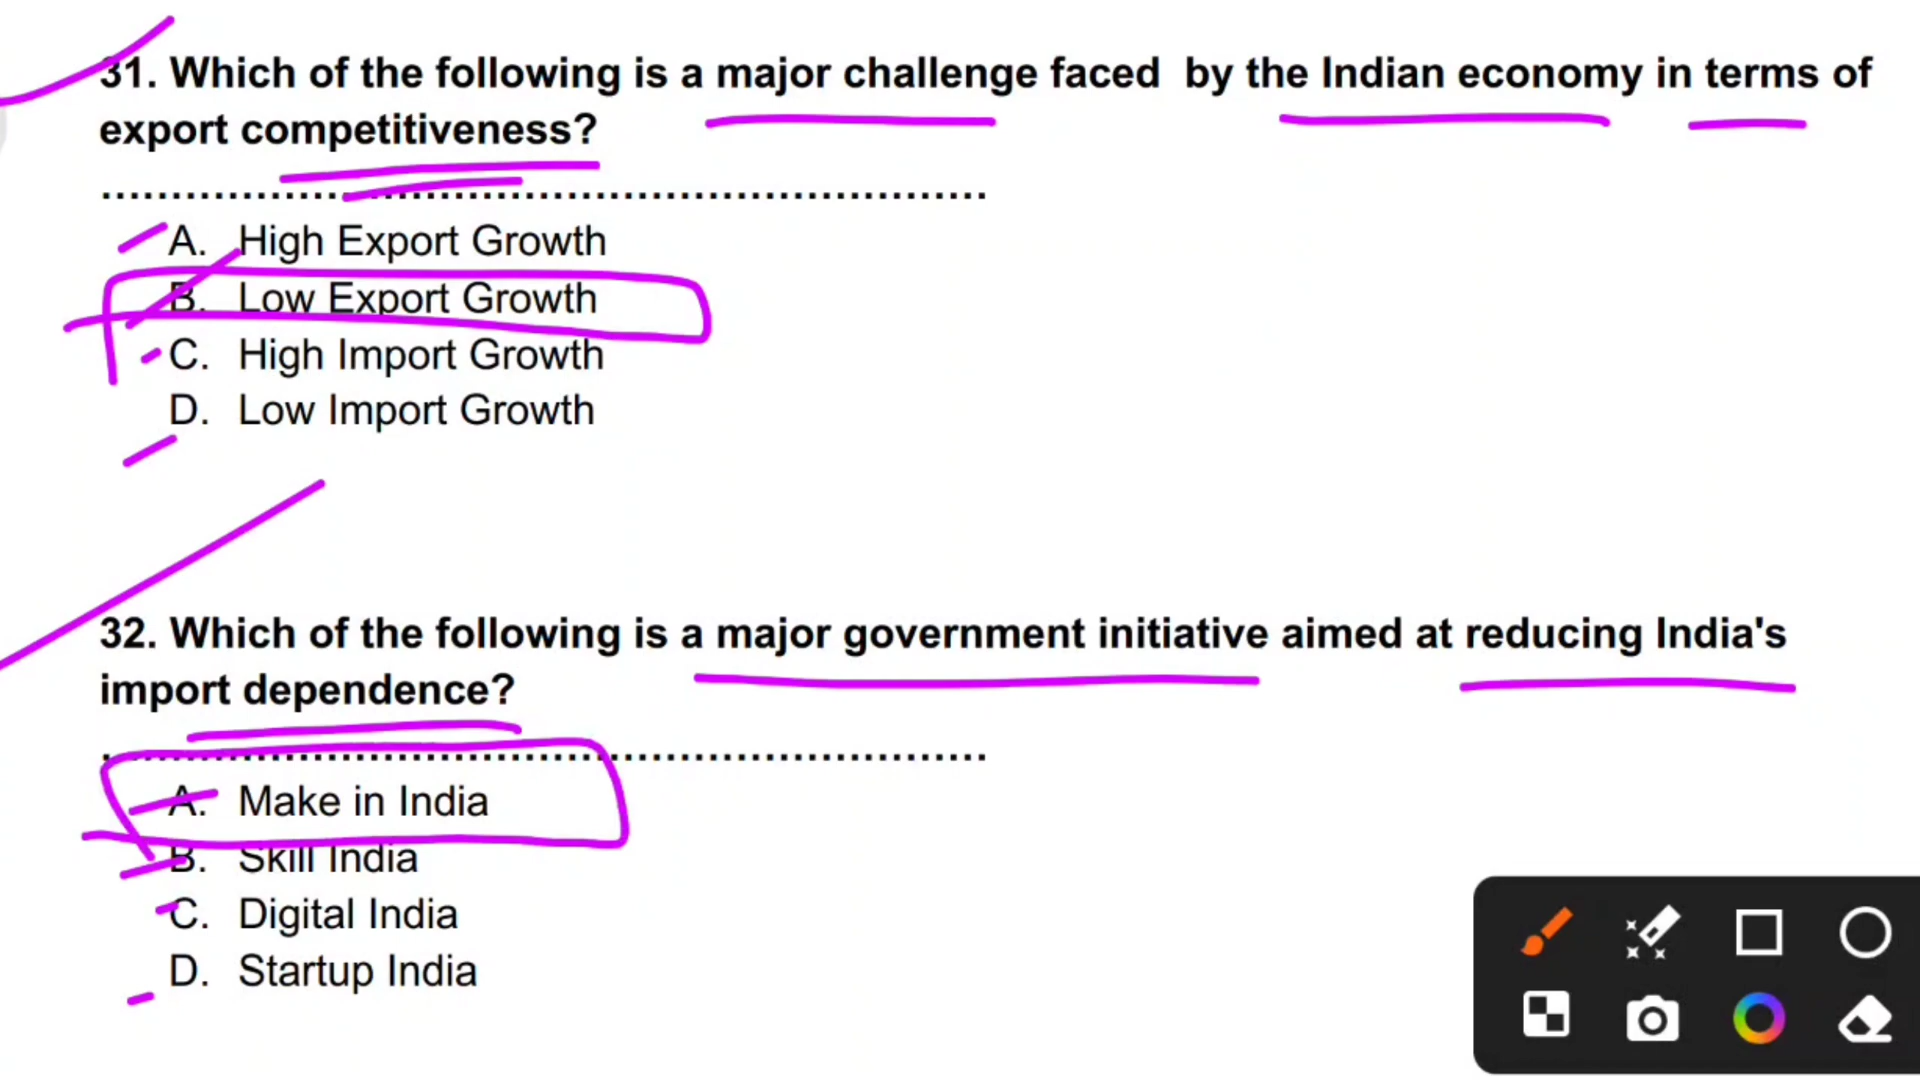 31. Which of the following is a major challenge faced by the Indian economy in terms of
export competitiveness?
...............................................................
A. High Export Growth
B. Low Export Growth
C. High Import Growth
D. Low Import Growth
32. Which of the following is a major government initiative aimed at reducing India's
import dependence?
...............................................................
A. Make in India
B. Skill India
C. Digital India
D. Startup India